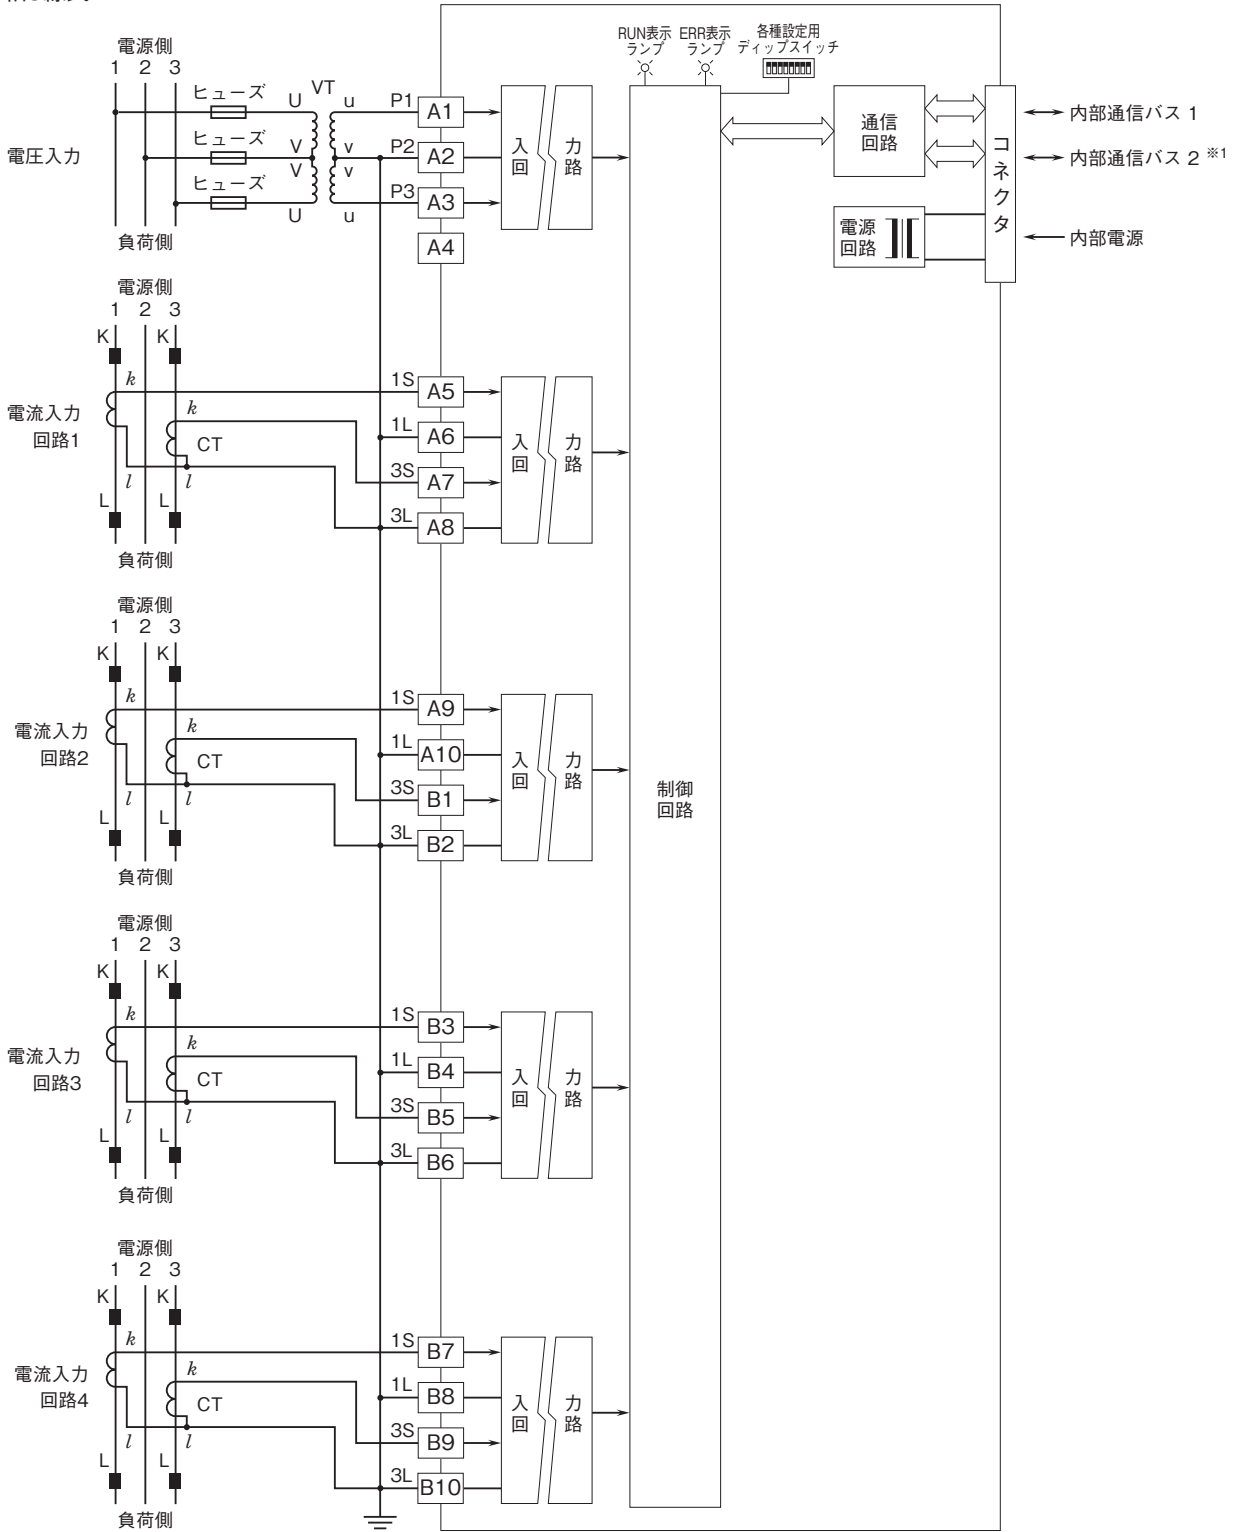 RUN表示
ランプ
ERR表示
ランプ
各種設定用
ディップスイッチ
電源側
1 2 3
ヒューズ
ヒューズ
ヒューズ
VT
U u
V v
V v
U u
電圧入力
負荷側
P1 A1
P2 A2
P3 A3
A4
入力
回路
通信
回路
コネクタ
内部通信バス 1
内部通信バス 2 ※1
電源
回路
内部電源
制御
回路
電源側
1 2 3
K K
k
k
CT
l l
L L
電流入力
回路1
負荷側
1S A5
1L A6
3S A7
3L A8
入力
回路
電源側
1 2 3
K K
k
k
CT
l l
L L
電流入力
回路2
負荷側
1S A9
1L A10
3S B1
3L B2
入力
回路
電源側
1 2 3
K K
k
k
CT
l l
L L
電流入力
回路3
負荷側
1S B3
1L B4
3S B5
3L B6
入力
回路
電源側
1 2 3
K K
k
k
CT
l l
L L
電流入力
回路4
負荷側
1S B7
1L B8
3S B9
3L B10
入力
回路